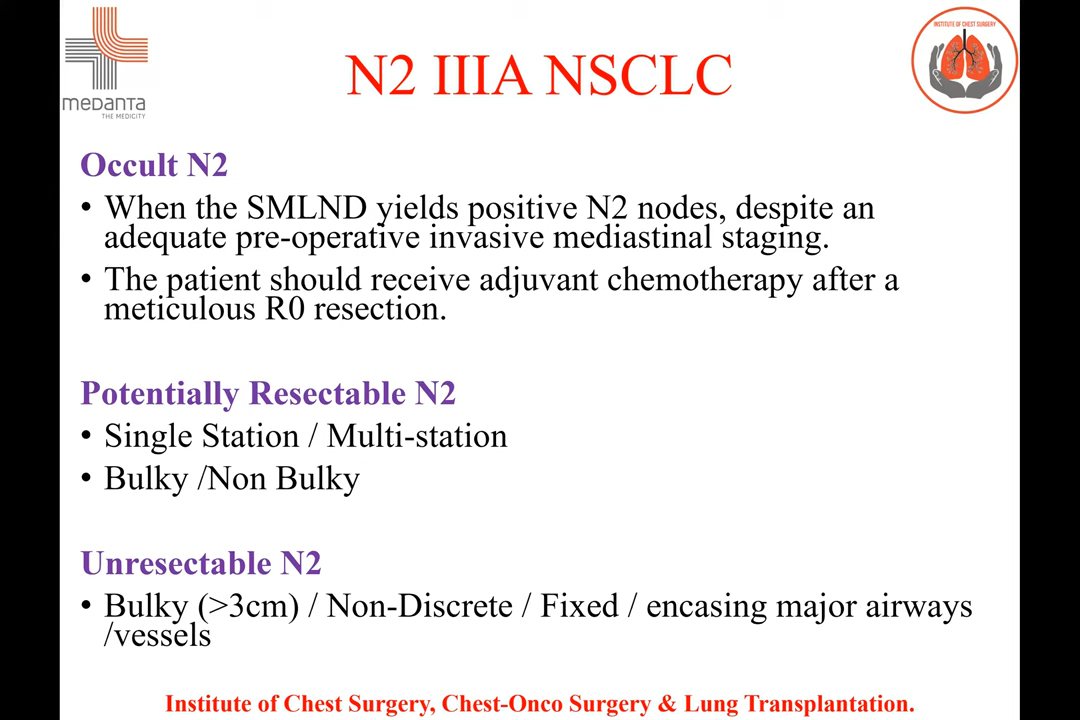 INSTITUTE OF CHEST SURGERY
medanta
THE MEDICITY
N2 IIIA NSCLC
Occult N2
• When the SMLND yields positive N2 nodes, despite an
adequate pre-operative invasive mediastinal staging.
• The patient should receive adjuvant chemotherapy after a
meticulous R0 resection.
Potentially Resectable N2
• Single Station / Multi-station
• Bulky /Non Bulky
Unresectable N2
• Bulky (>3cm) / Non-Discrete / Fixed / encasing major airways
/vessels
Institute of Chest Surgery, Chest-Onco Surgery & Lung Transplantation.